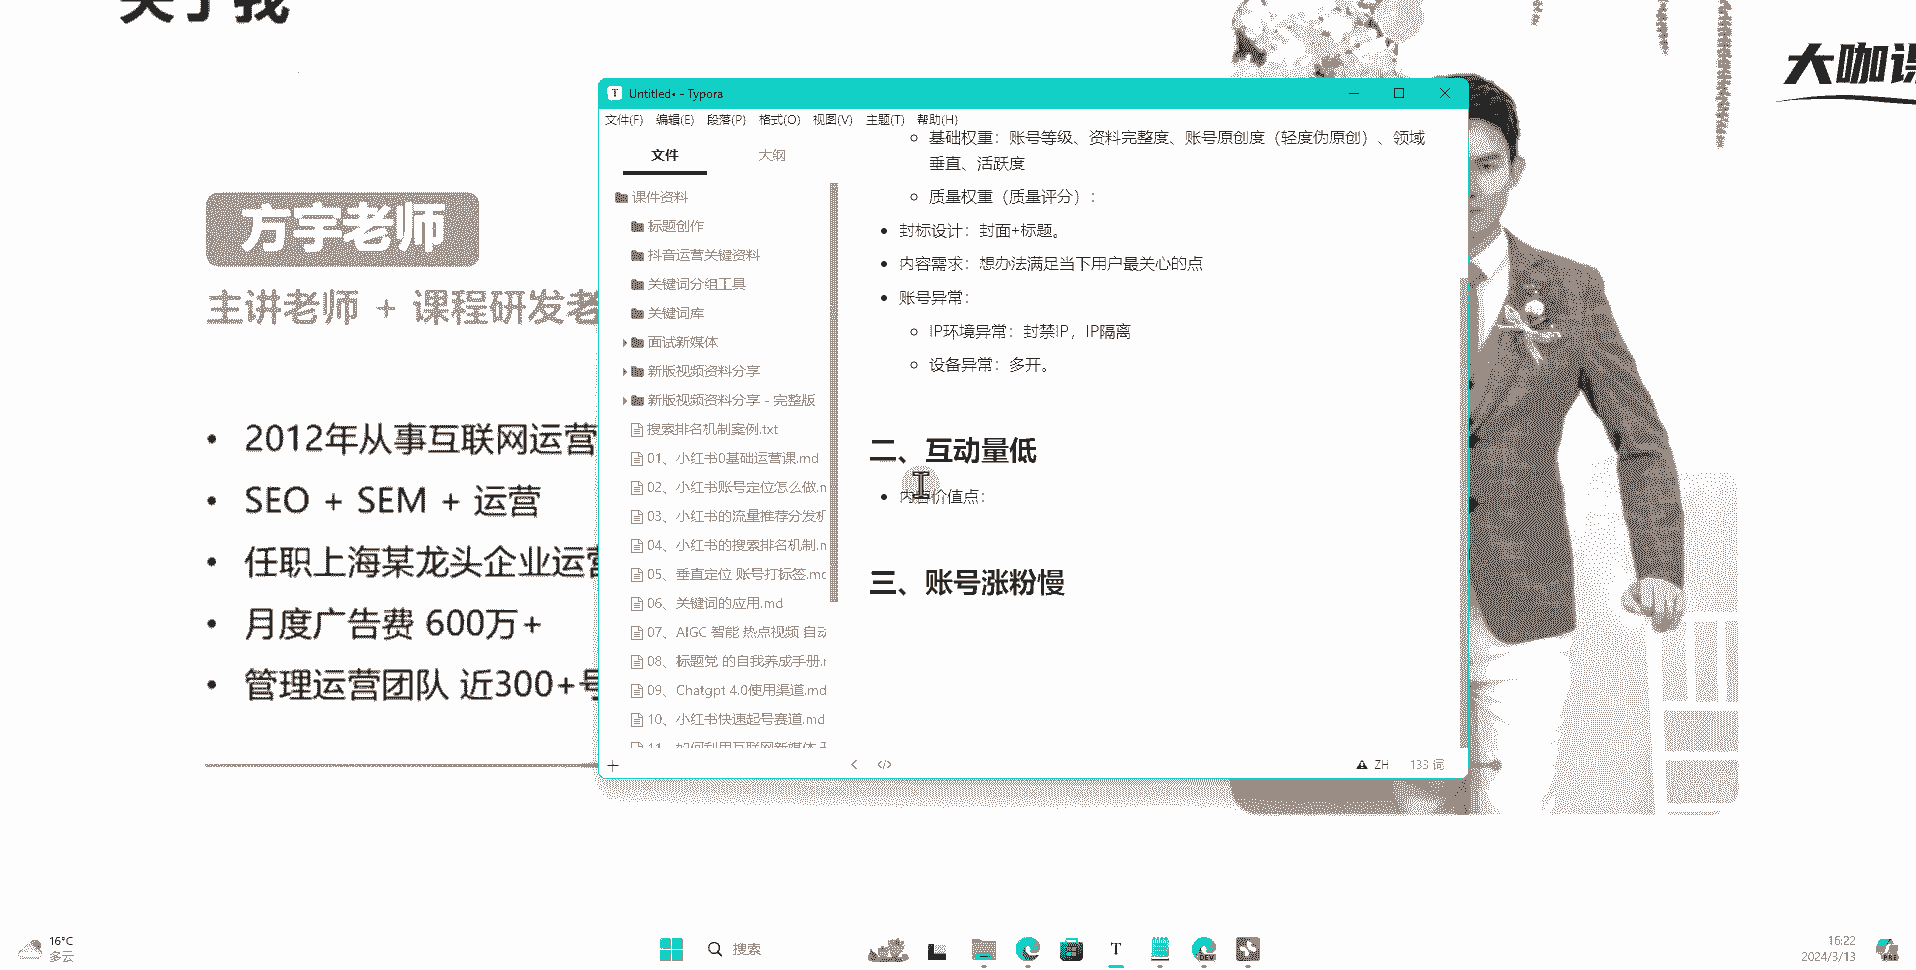 关于我
大咖课
方宇老师
主讲老师 + 课程研发老
• 2012年从事互联网运营
• SEO + SEM + 运营
• 任职上海某龙头企业运营
• 月度广告费 600万+
• 管理运营团队 近300+号
Untitled• - Typora
文件(F) 编辑(E) 段落(P) 格式(O) 视图(V) 主题(T) 帮助(H)
文件 大纲
课件资料
标题创作
抖音运营关键资料
关键词分组工具
关键词库
面试新媒体
新版视频资料分享
新版视频资料分享 - 完整版
搜索排名机制案例.txt
01、小红书0基础运营课.md
02、小红书账号定位怎么做.m
03、小红书的流量推荐分发机
04、小红书的搜索排名机制.m
05、垂直定位 账号打标签.md
06、关键词的应用.md
07、AIGC 智能 热点视频 自动
08、标题党 的自我养成手册.m
09、Chatgpt 4.0使用渠道.md
10、小红书快速起号赛道.md
11、如何利用互联网新媒体
基础权重：账号等级、资料完整度、账号原创度（轻度伪原创）、领域
垂直、活跃度
质量权重（质量评分）：
封标设计：封面+标题。
内容需求：想办法满足当下用户最关心的点
账号异常：
IP环境异常：封禁IP，IP隔离
设备异常：多开。
二、互动量低
内容价值点：
三、账号涨粉慢
ZH 133 词
16°C
多云
搜索
DEV
16:22
2024/3/13
PRE